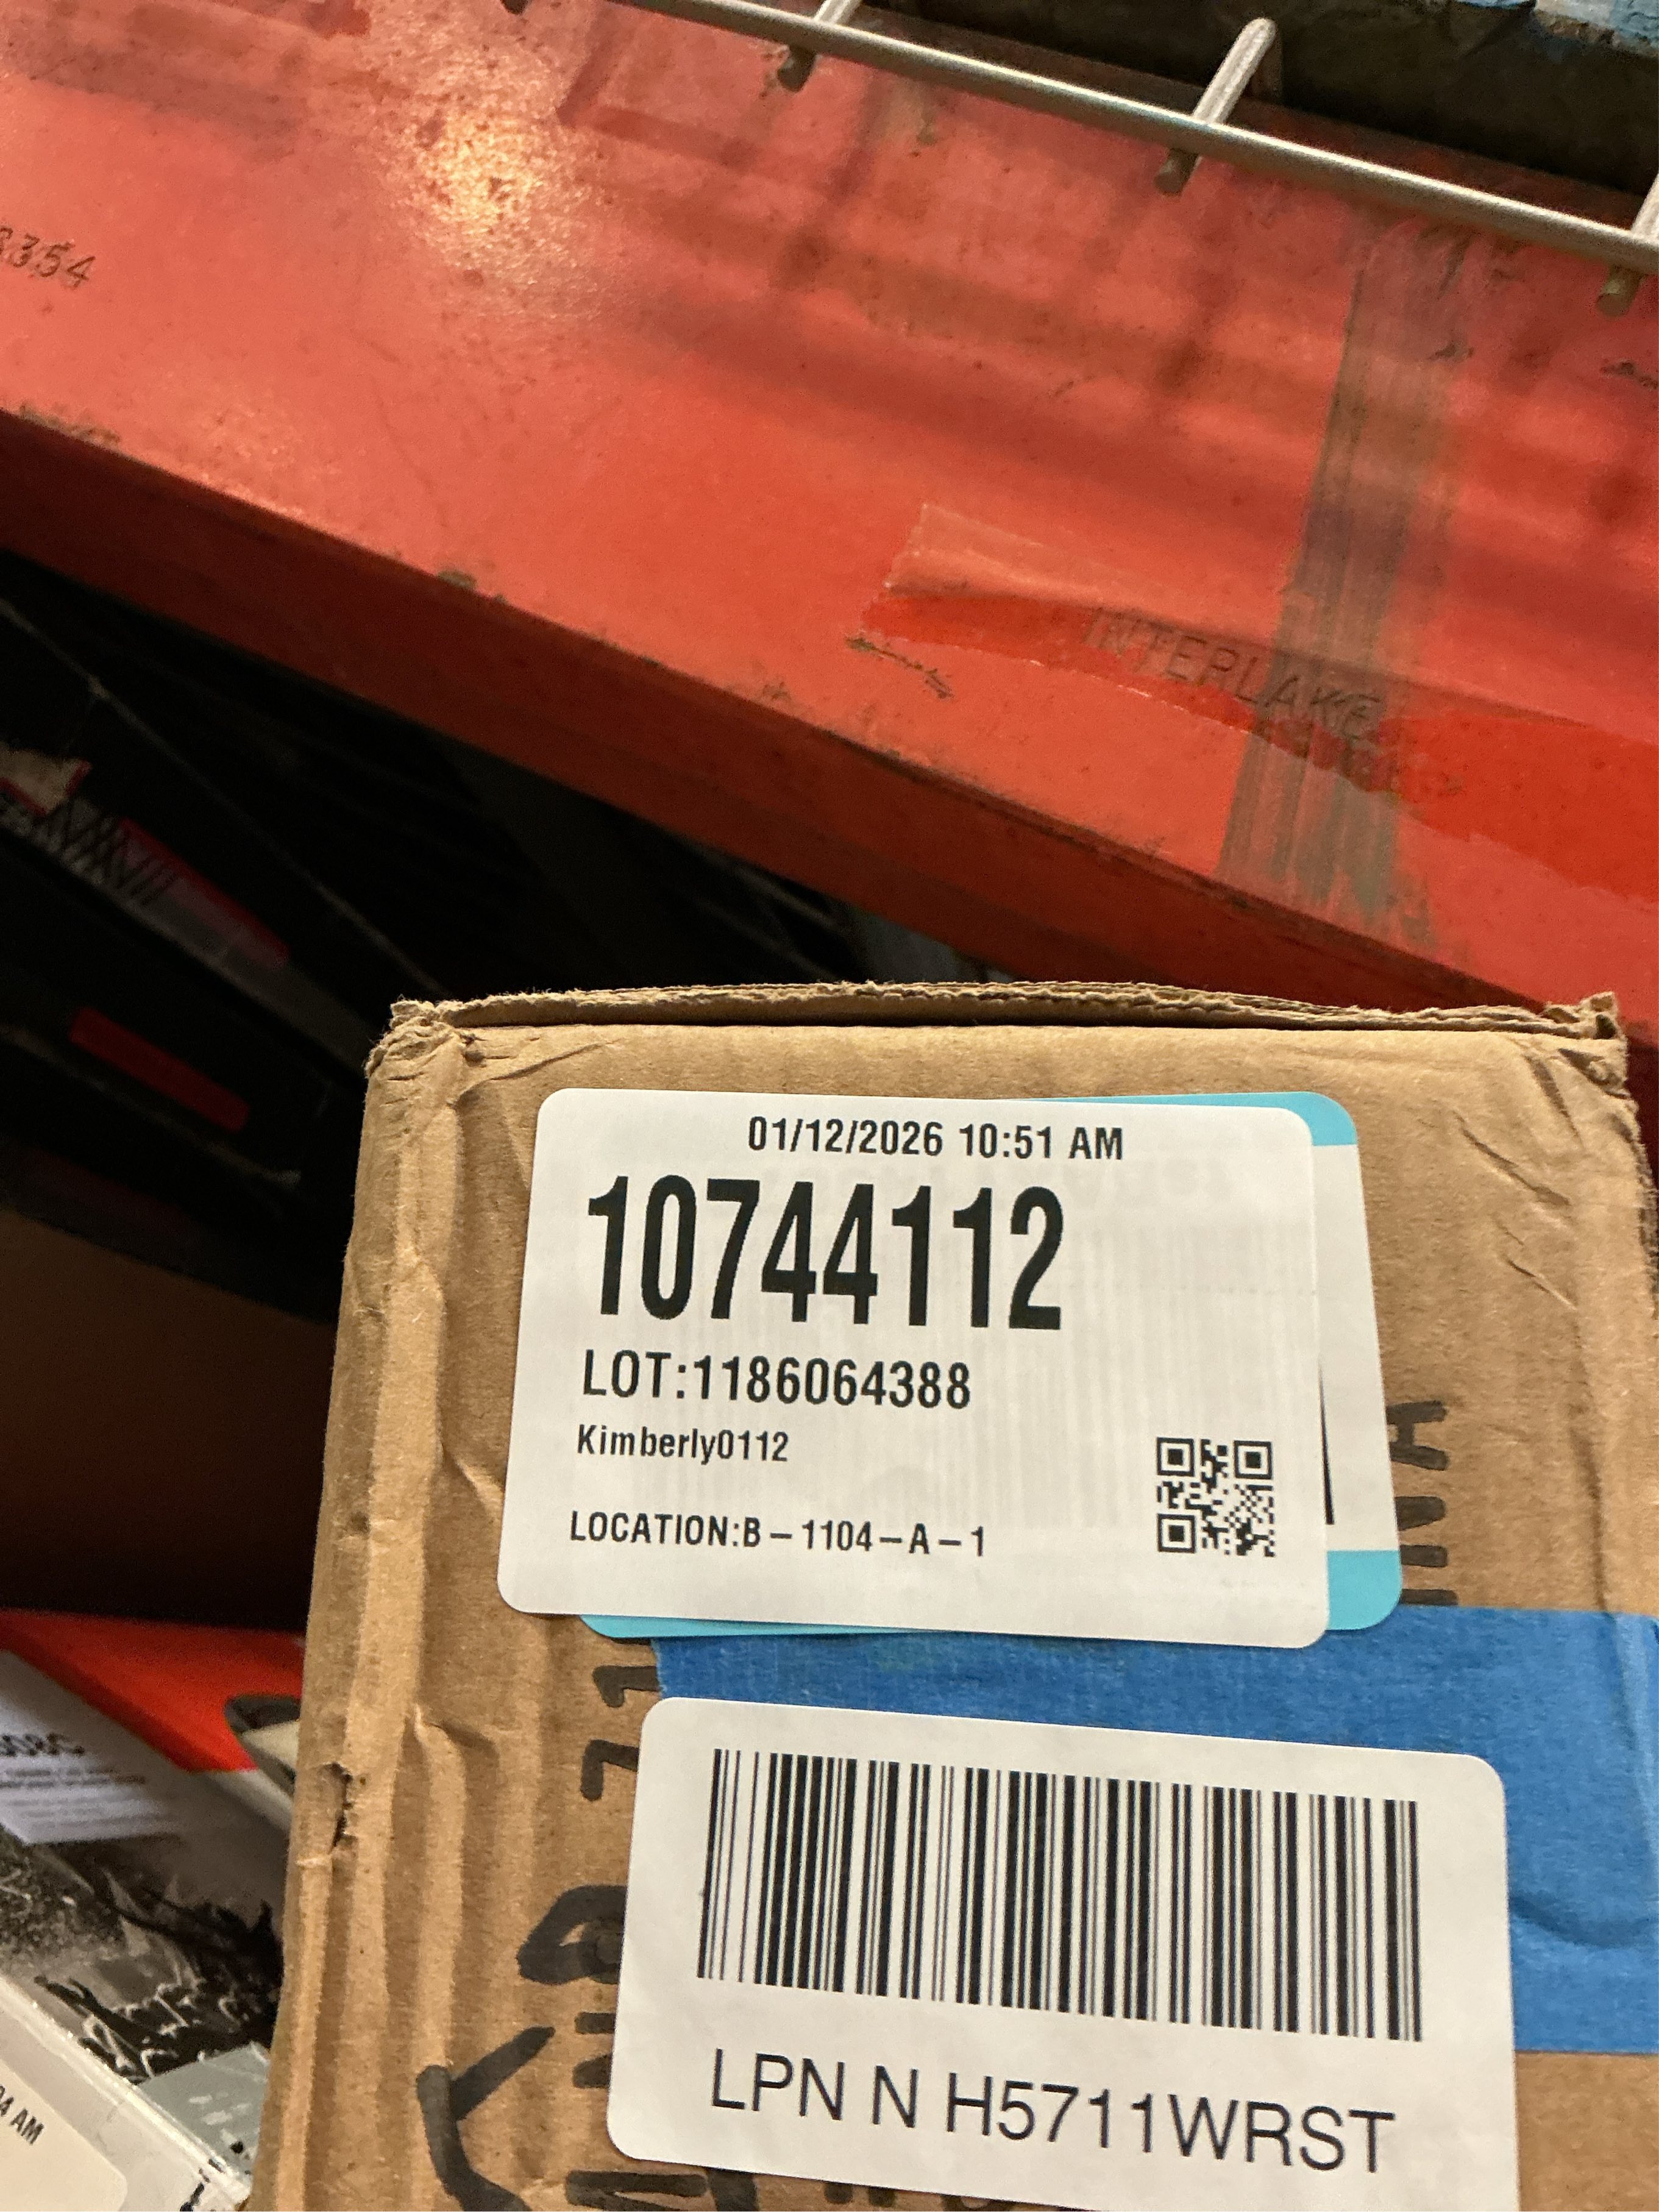 3354
INTERLAKE
01/12/2026 10:51 AM
10744112
LOT:1186064388
Kimberly0112
LOCATION:B-1104-A-1
LPN N H5711WRST